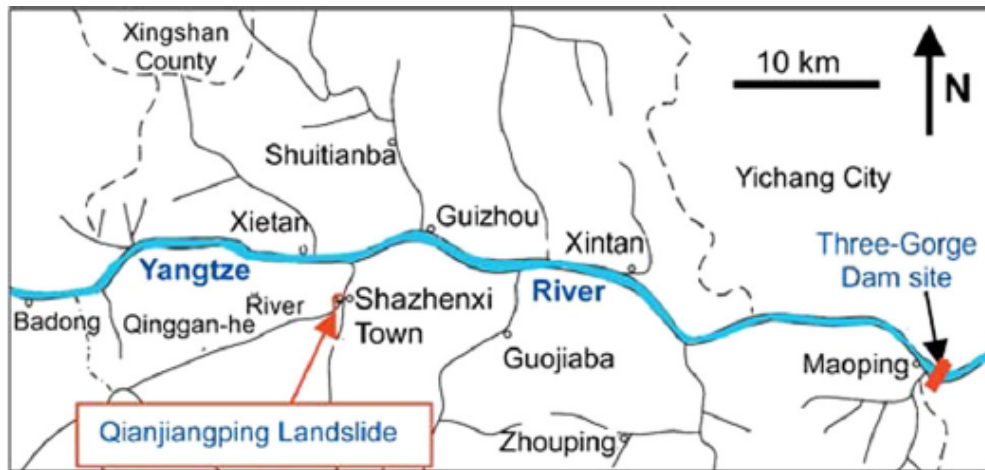 Xingshan
County
10 km
N
Shuitianba
Yichang City
Xietan
Guizhou
Xintan
Three-Gorge
Dam site
Yangtze
River
River
Shazhenxi
Town
Badong
Qinggan-he
Guojiaba
Maoping
Qianjiangping Landslide
Zhouping